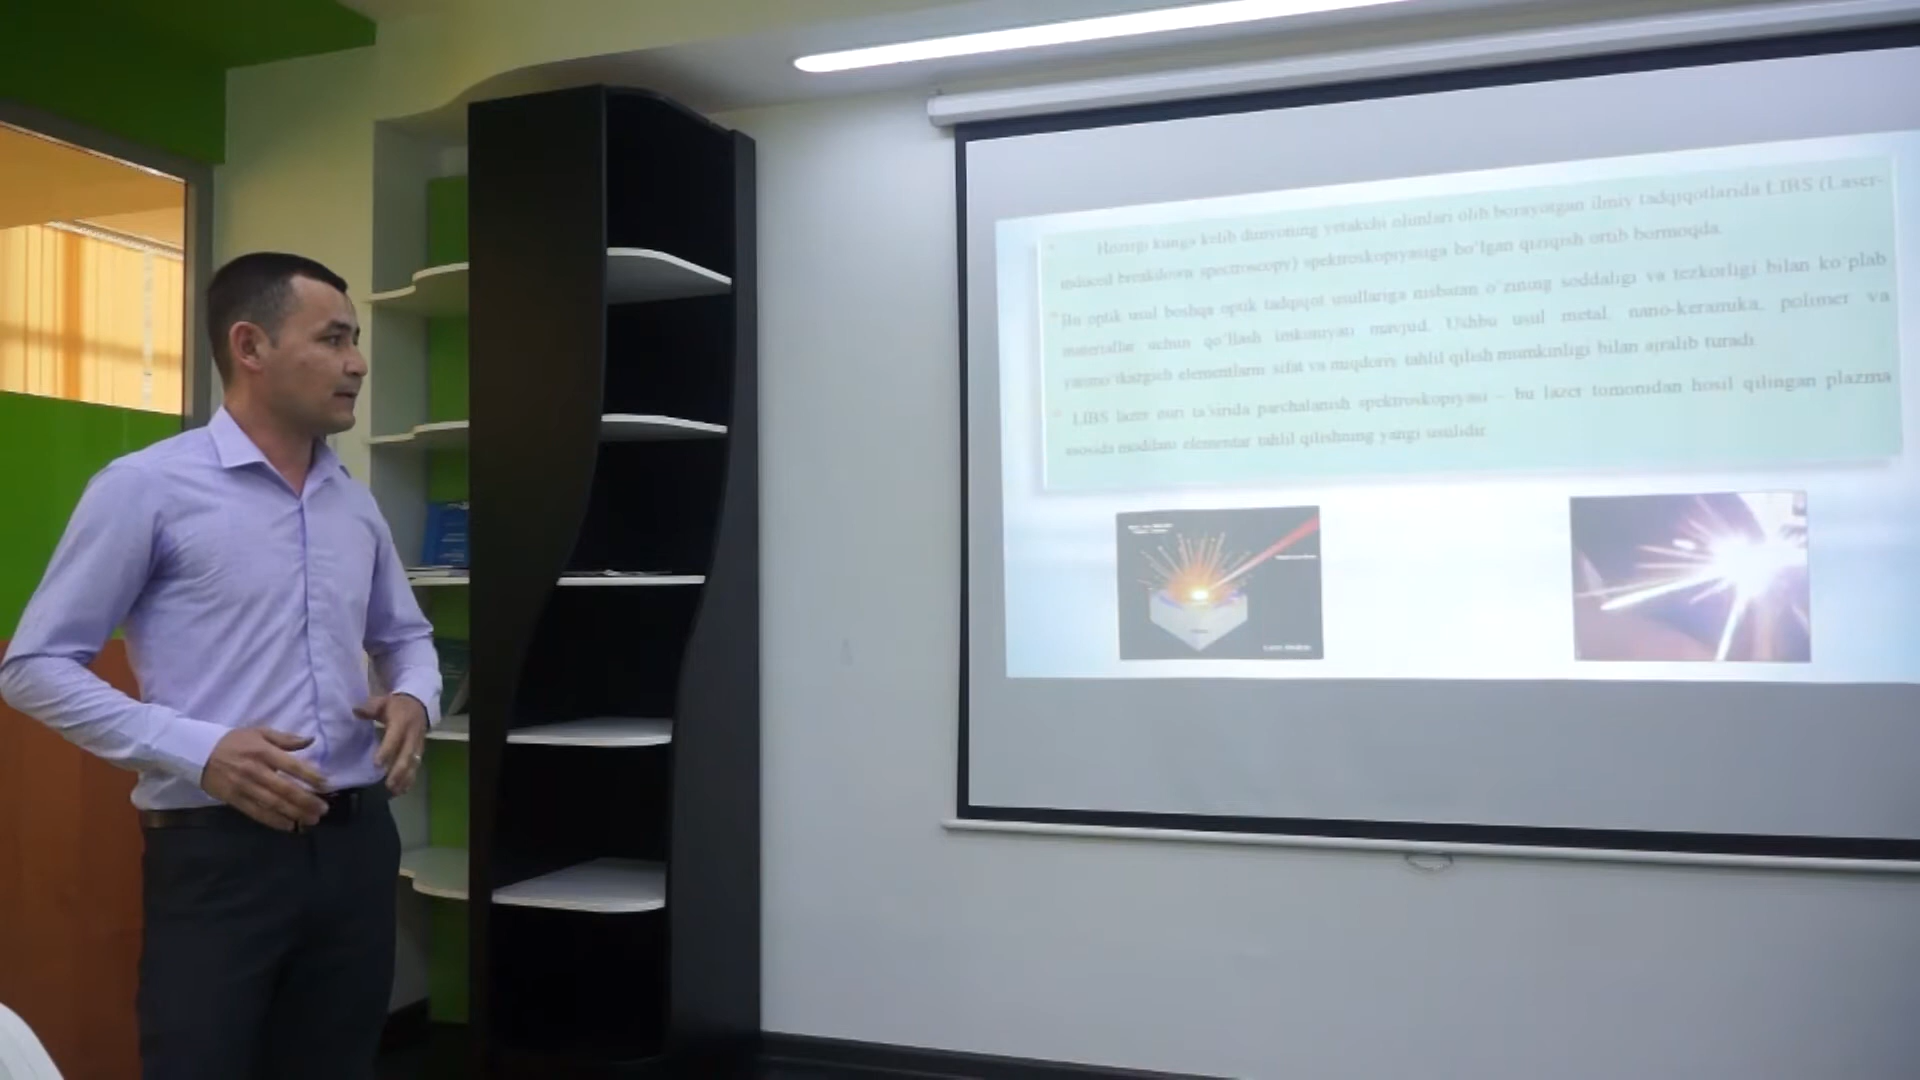 Hozirgi kunga kelib dunyoning yetakchi olimlari olib borayotgan ilmiy tadqiqotlarida LIBS (Laser-
induced breakdown spectroscopy) spektroskopiyasiga bo'lgan qiziqish ortib bormoqda.
Bu optik usul boshqa optik tadqiqot usullariga nisbatan o'zining soddaligi va tezkorligi bilan ko'plab
materiallar uchun qo'llash imkoniyati mavjud. Ushbu usul metal, nano-keramika, polimer va
yarimo'tkazgich elementlarni sifat va miqdoriy tahlil qilish mumkinligi bilan ajralib turadi.
LIBS lazer nuri ta'sirida parchalanish spektroskopiyasi – bu lazer tomonidan hosil qilingan plazma
asosida moddani elementar tahlil qilishning yangi usulidir